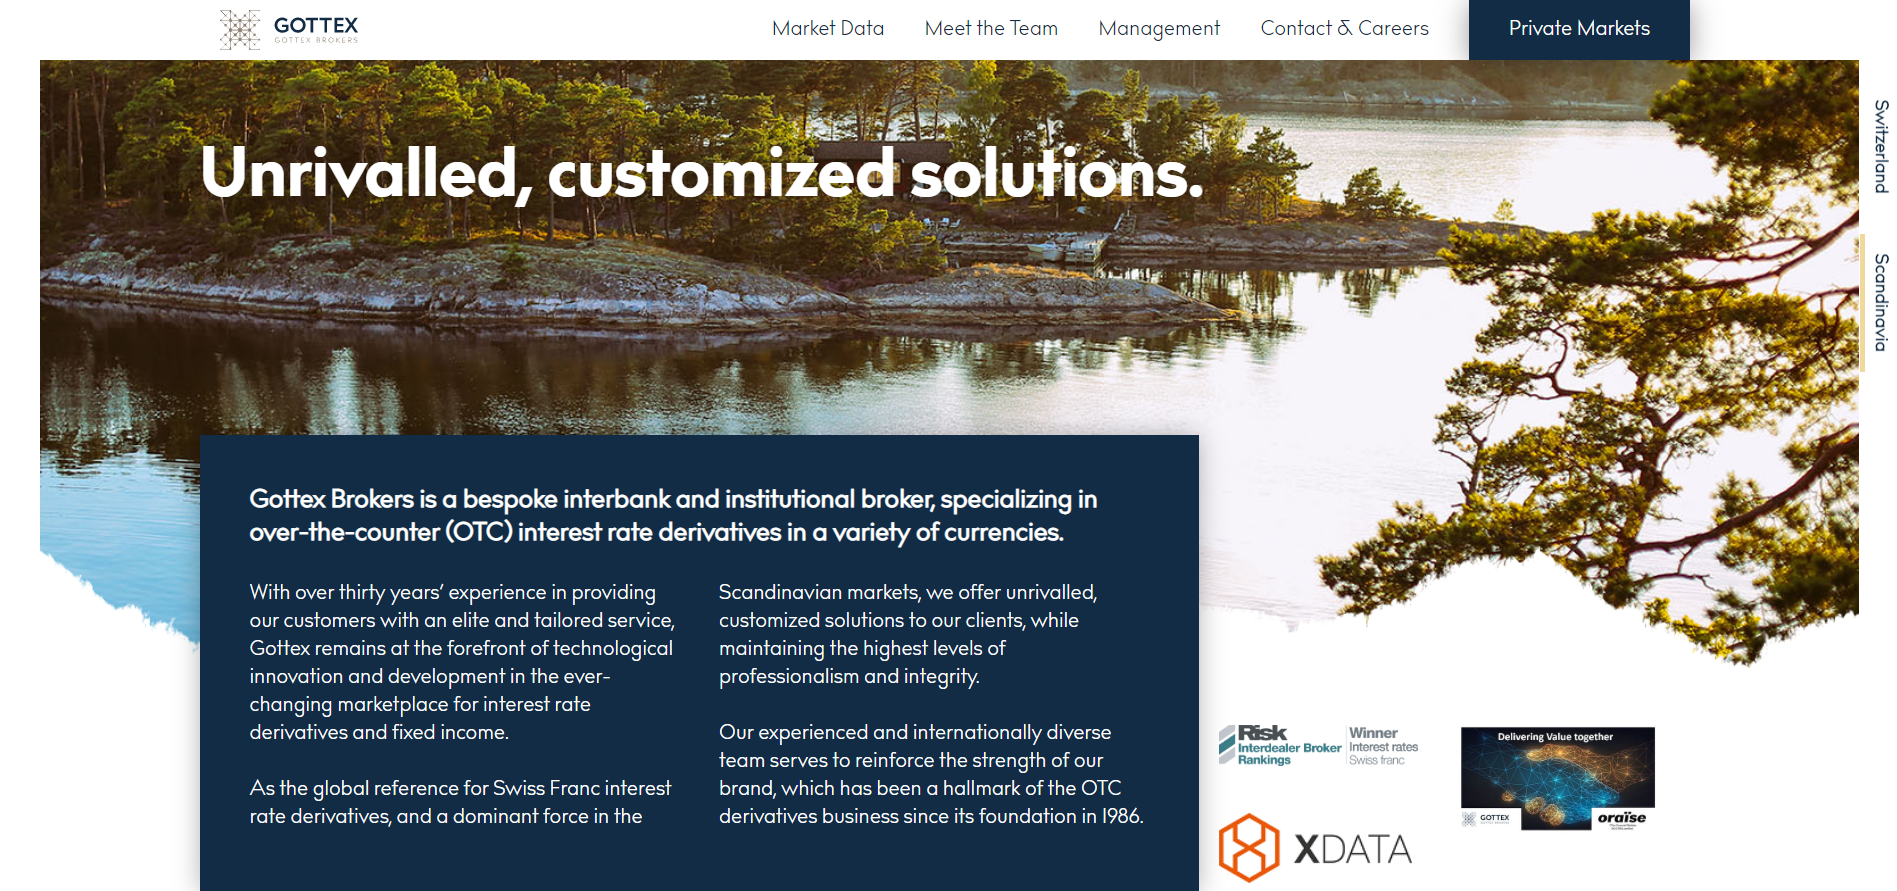 GOTTEX
GOTTEX BROKERS
Market Data
Meet the Team
Management
Contact & Careers
Private Markets
Switzerland
Scandinavia
Unrivalled, customized solutions.
Gottex Brokers is a bespoke interbank and institutional broker, specializing in
over-the-counter (OTC) interest rate derivatives in a variety of currencies.
With over thirty years’ experience in providing
our customers with an elite and tailored service,
Gottex remains at the forefront of technological
innovation and development in the ever-
changing marketplace for interest rate
derivatives and fixed income.
As the global reference for Swiss Franc interest
rate derivatives, and a dominant force in the
Scandinavian markets, we offer unrivalled,
customized solutions to our clients, while
maintaining the highest levels of
professionalism and integrity.
Our experienced and internationally diverse
team serves to reinforce the strength of our
brand, which has been a hallmark of the OTC
derivatives business since its foundation in 1986.
Risk
Interdealer Broker
Rankings
Winner
Interest rates
Swiss franc
Delivering Value together
GOTTEX
oraïse
XDATA